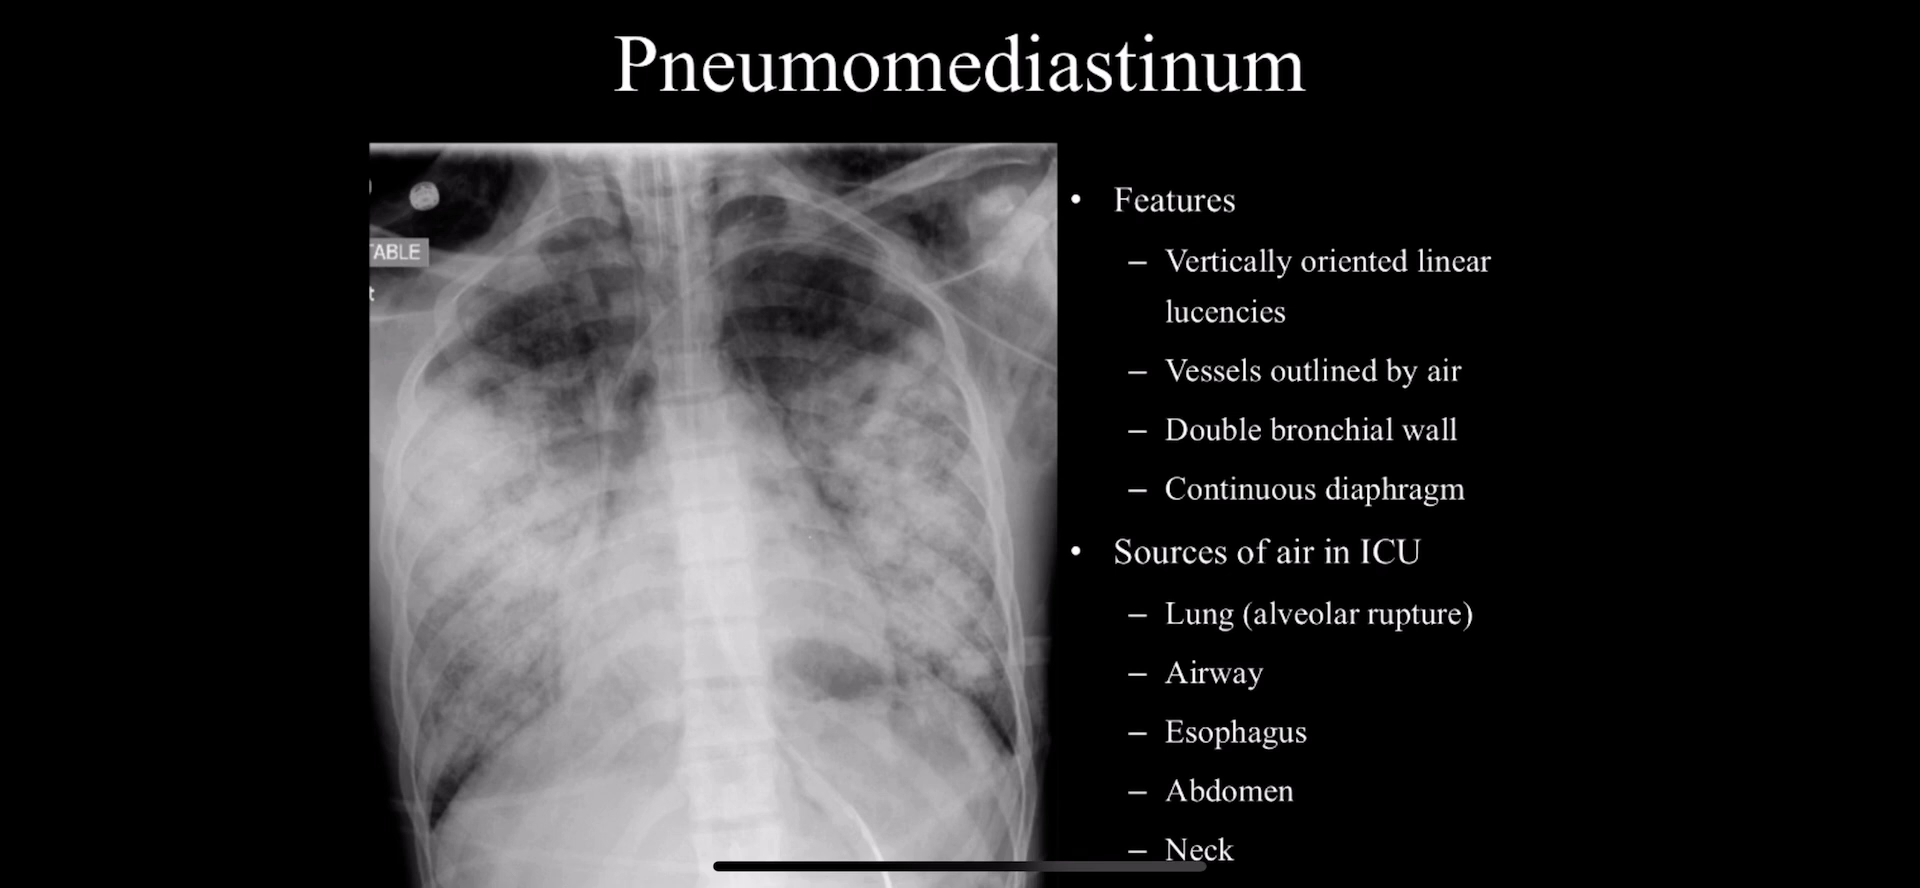 Pneumomediastinum
TABLE
t
• Features
– Vertically oriented linear
lucencies
– Vessels outlined by air
– Double bronchial wall
– Continuous diaphragm
• Sources of air in ICU
– Lung (alveolar rupture)
– Airway
– Esophagus
– Abdomen
– Neck